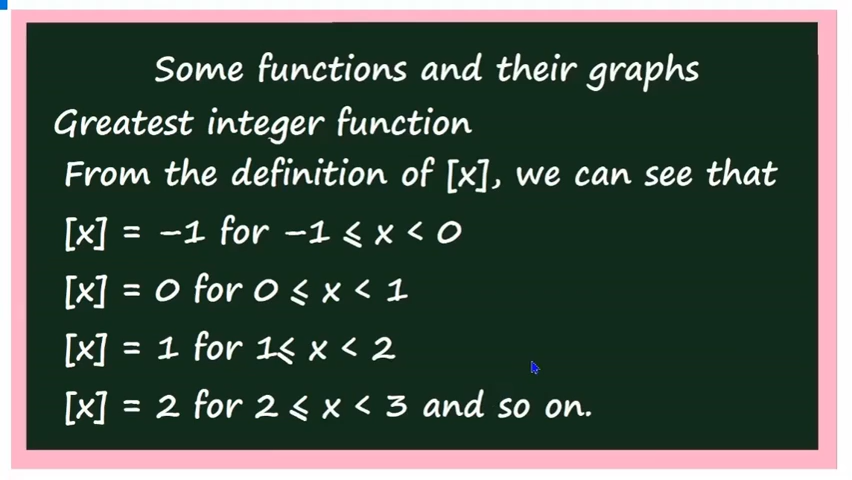 Some functions and their graphs
Greatest integer function
From the definition of [x], we can see that
[x] = –1 for –1 ⩽ x < 0
[x] = 0 for 0 ⩽ x < 1
[x] = 1 for 1⩽ x < 2
[x] = 2 for 2 ⩽ x < 3 and so on.